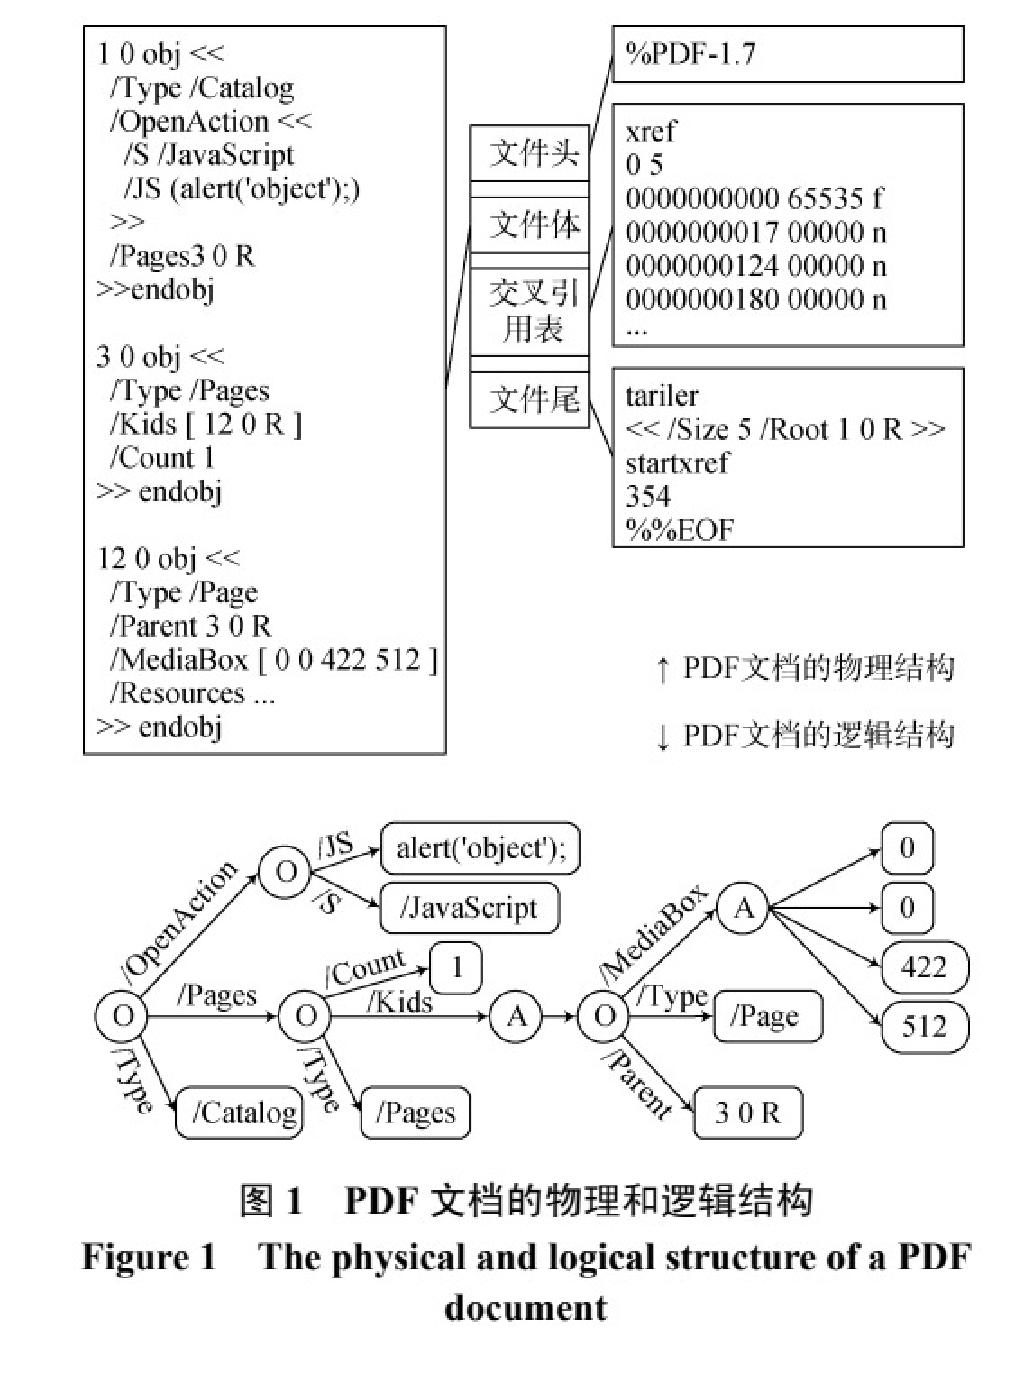 1 0 obj <<
/Type /Catalog
/OpenAction <<
/S /JavaScript
/JS (alert('object');)
>>
/Pages3 0 R
>>endobj
3 0 obj <<
/Type /Pages
/Kids [ 12 0 R ]
/Count 1
>> endobj
12 0 obj <<
/Type /Page
/Parent 3 0 R
/MediaBox [ 0 0 422 512 ]
/Resources ...
>> endobj
文件头
文件体
交叉引
用表
文件尾
%PDF-1.7
xref
0 5
0000000000 65535 f
0000000017 00000 n
0000000124 00000 n
0000000180 00000 n
...
tariler
<< /Size 5 /Root 1 0 R >>
startxref
354
%%EOF
↑ PDF文档的物理结构
↓ PDF文档的逻辑结构
O
/OpenAction
O
/JS
alert('object');
/S
/JavaScript
/Pages
O
/Count
1
/Kids
A
O
/MediaBox
A
0
0
422
512
/Type
/Page
/Parent
3 0 R
/Type
/Catalog
/Type
/Pages
图 1 PDF 文档的物理和逻辑结构
Figure 1 The physical and logical structure of a PDF
document